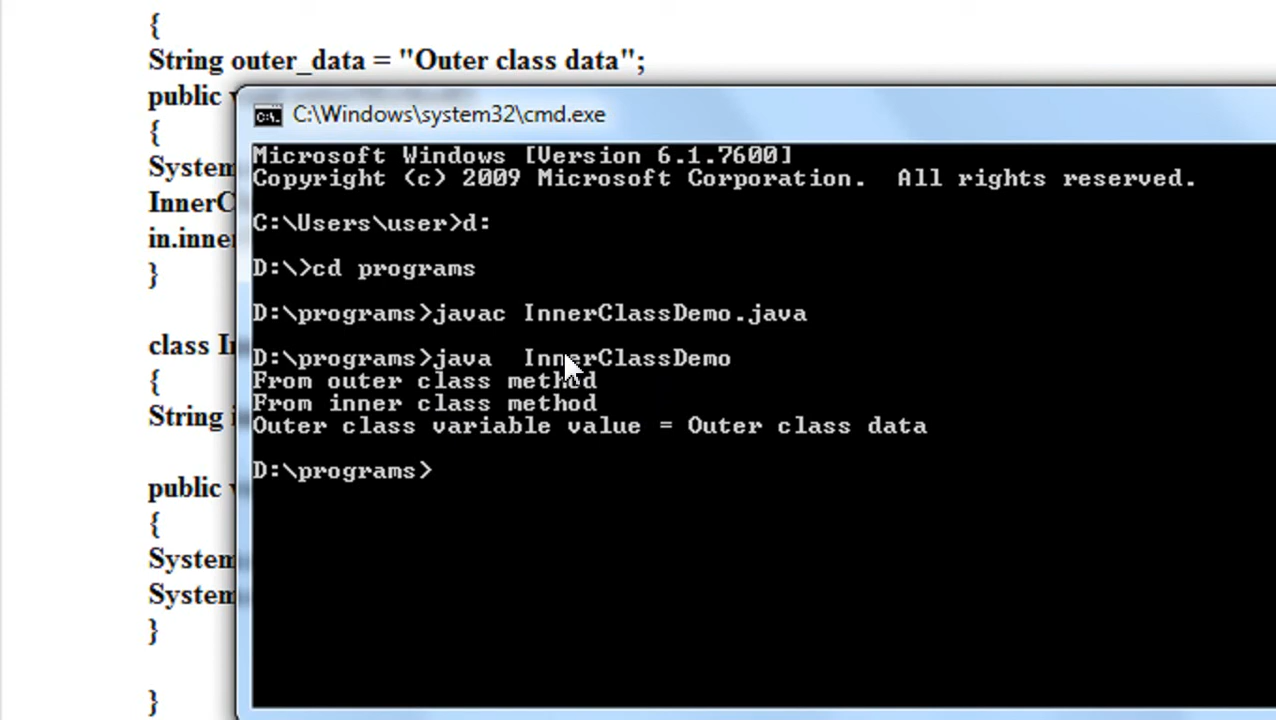 {
String outer_data = "Outer class data";
public
{
System
InnerC
in.inne
}
class In
{
String i
public
{
System
System
}
}
C:\Windows\system32\cmd.exe
Microsoft Windows [Version 6.1.7600]
Copyright (c) 2009 Microsoft Corporation.  All rights reserved.
C:\Users\user>d:
D:\>cd programs
D:\programs>javac InnerClassDemo.java
D:\programs>java  InnerClassDemo
From outer class method
From inner class method
Outer class variable value = Outer class data
D:\programs>